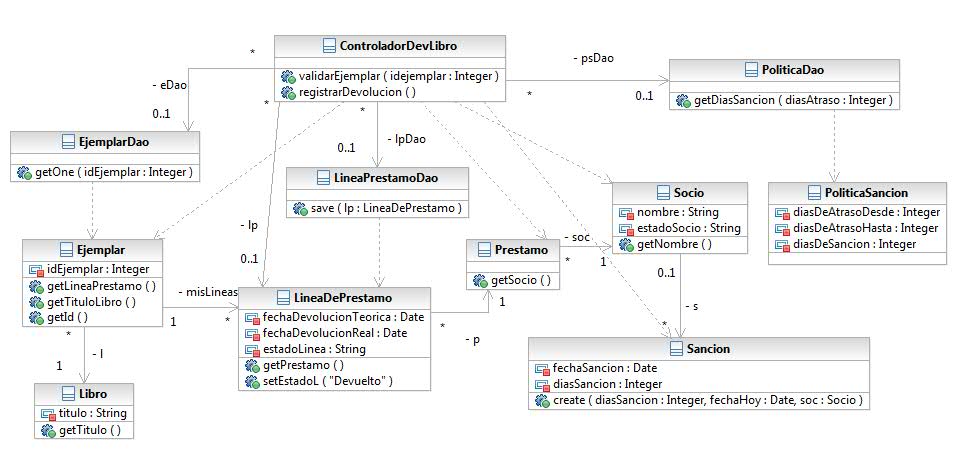 ControladorDevLibro
validarEjemplar ( idejemplar : Integer )
registrarDevolucion ( )
*
- eDao
0..1
*
- psDao
0..1
*
*
- lpDao
0..1
- lp
0..1
PoliticaDao
getDiasSancion ( diasAtraso : Integer )
EjemplarDao
getOne ( idEjemplar : Integer )
LineaPrestamoDao
save ( lp : LineaDePrestamo )
Socio
nombre : String
estadoSocio : String
getNombre ( )
PoliticaSancion
diasDeAtrasoDesde : Integer
diasDeAtrasoHasta : Integer
diasDeSancion : Integer
Ejemplar
idEjemplar : Integer
getLineaPrestamo ( )
getTituloLibro ( )
getId ( )
Prestamo
getSocio ( )
- soc
*
1
- misLineas
1
*
LineaDePrestamo
fechaDevolucionTeorica : Date
fechaDevolucionReal : Date
estadoLinea : String
getPrestamo ( )
setEstadoL ( "Devuelto" )
1
*
- p
0..1
- s
*
*
- l
1
Sancion
fechaSancion : Date
diasSancion : Integer
create ( diasSancion : Integer, fechaHoy : Date, soc : Socio )
Libro
titulo : String
getTitulo ( )